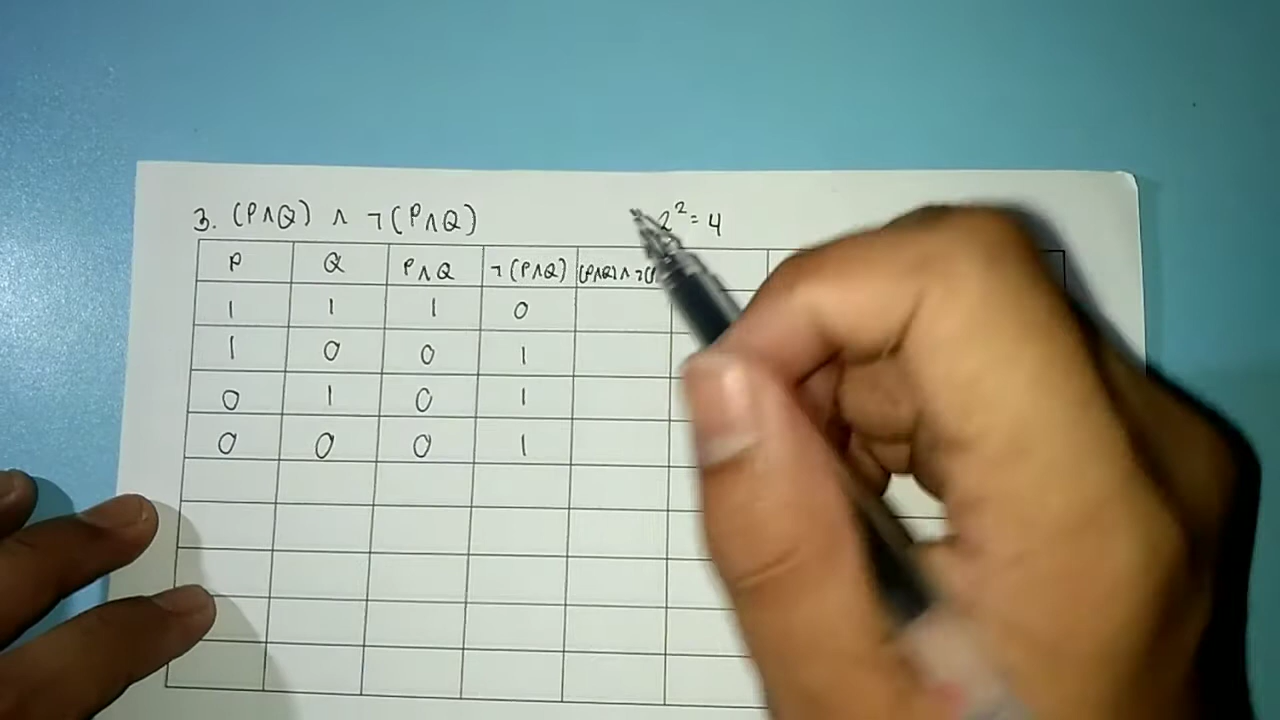 3. (P∧Q) ∧ ¬(P∧Q) 2² = 4
P Q P∧Q ¬(P∧Q) (P∧Q)∧¬(
1 1 1 0
1 0 0 1
0 1 0 1
0 0 0 1